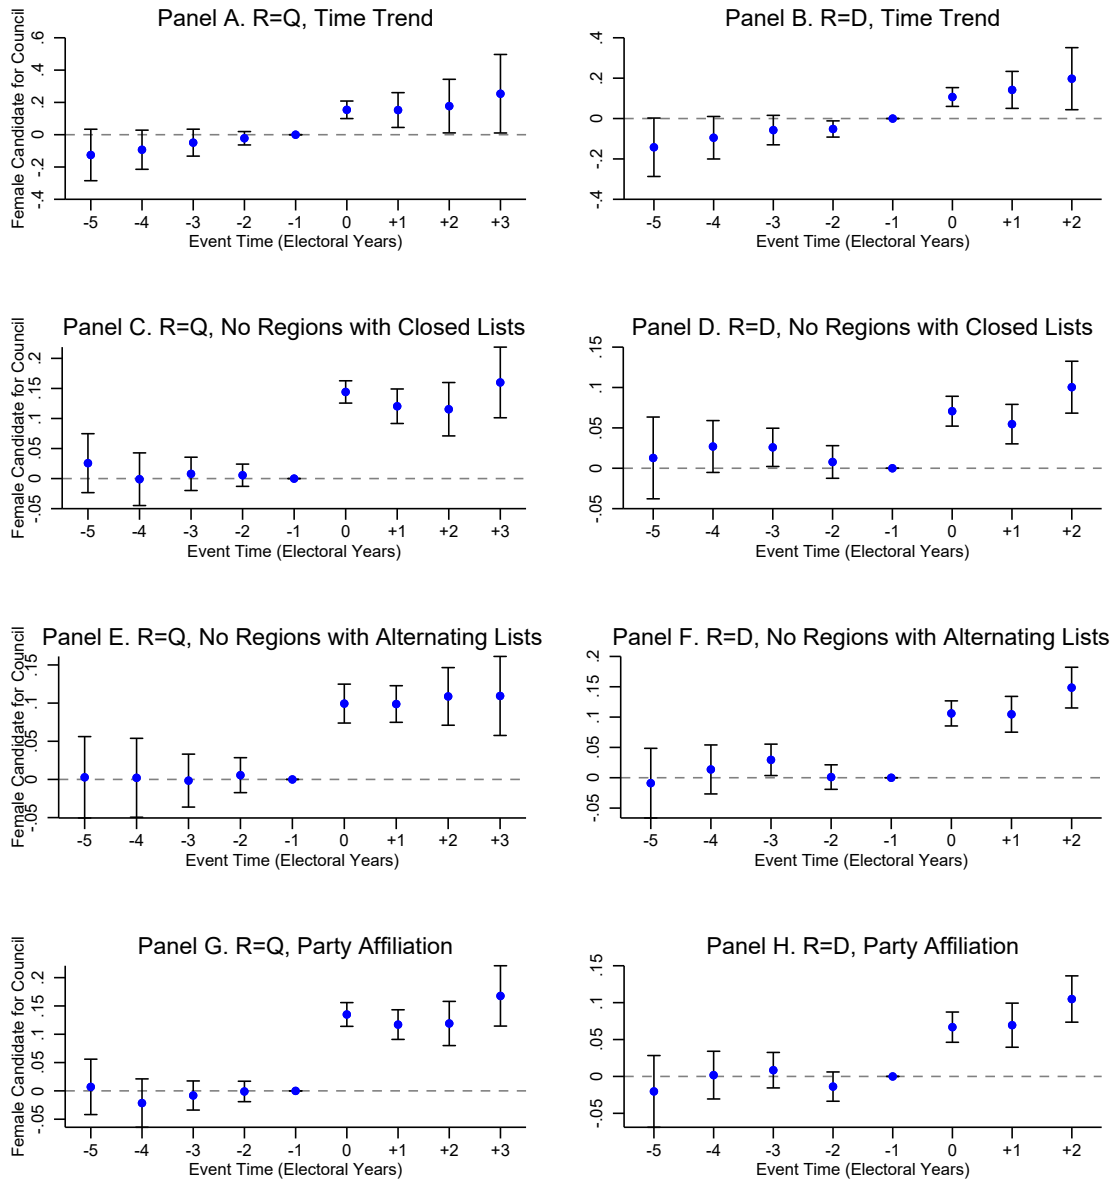 Panel A. R=Q, Time Trend
Female Candidate for Council
.6
.4
.2
0
-.2
-.4
-5 -4 -3 -2 -1 0 +1 +2 +3
Event Time (Electoral Years)
Panel B. R=D, Time Trend
.4
.2
0
-.2
-.4
-5 -4 -3 -2 -1 0 +1 +2
Event Time (Electoral Years)
Panel C. R=Q, No Regions with Closed Lists
Female Candidate for Council
.2
.15
.1
.05
0
-.05
-5 -4 -3 -2 -1 0 +1 +2 +3
Event Time (Electoral Years)
Panel D. R=D, No Regions with Closed Lists
.15
.1
.05
0
-.05
-5 -4 -3 -2 -1 0 +1 +2
Event Time (Electoral Years)
Panel E. R=Q, No Regions with Alternating Lists
Female Candidate for Council
.15
.1
.05
0
-.05
-5 -4 -3 -2 -1 0 +1 +2 +3
Event Time (Electoral Years)
Panel F. R=D, No Regions with Alternating Lists
.2
.15
.1
.05
0
-.05
-5 -4 -3 -2 -1 0 +1 +2
Event Time (Electoral Years)
Panel G. R=Q, Party Affiliation
Female Candidate for Council
.2
.15
.1
.05
0
-.05
-5 -4 -3 -2 -1 0 +1 +2 +3
Event Time (Electoral Years)
Panel H. R=D, Party Affiliation
.15
.1
.05
0
-.05
-5 -4 -3 -2 -1 0 +1 +2
Event Time (Electoral Years)